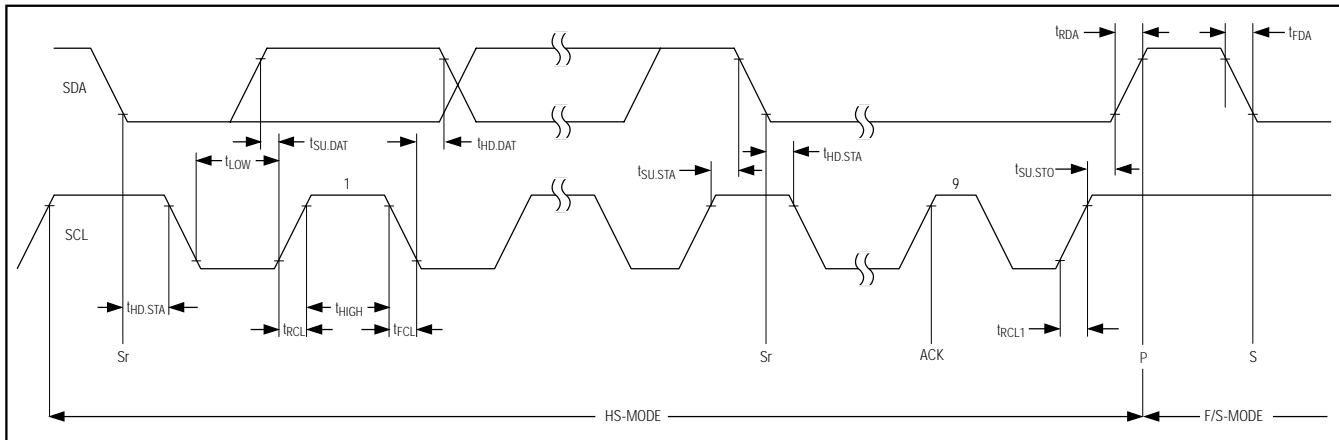 tRDA
tFDA
SDA
tSU.DAT
tHD.DAT
tLOW
tHD.STA
tSU.STA
tSU.STO
1
9
SCL
tHD.STA
tHIGH
tRCL
tFCL
tRCL1
Sr
Sr
ACK
P
S
HS-MODE
F/S-MODE